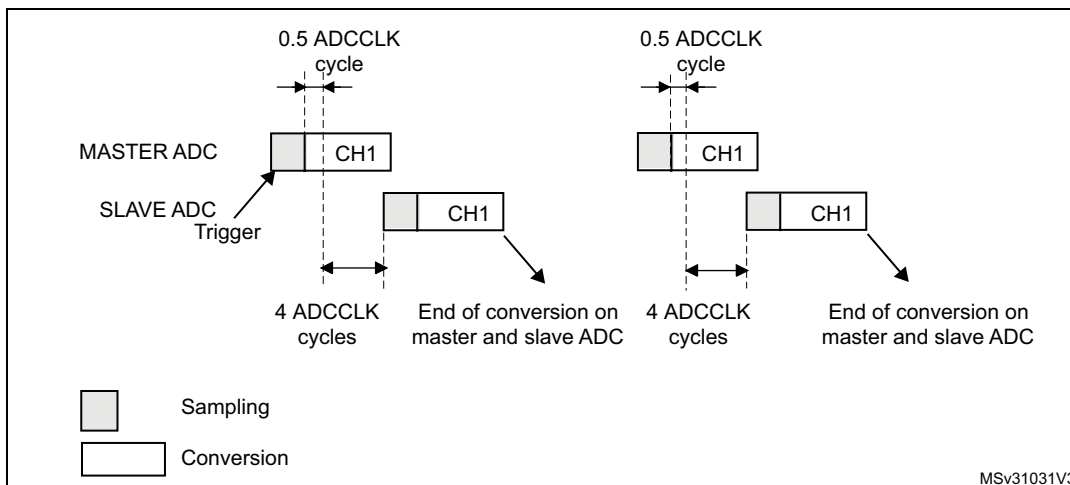 0.5 ADCCLK
cycle
0.5 ADCCLK
cycle
MASTER ADC
CH1
CH1
SLAVE ADC
CH1
CH1
Trigger
4 ADCCLK
cycles
End of conversion on
master and slave ADC
4 ADCCLK
cycles
End of conversion on
master and slave ADC
Sampling
Conversion
MSv31031V3